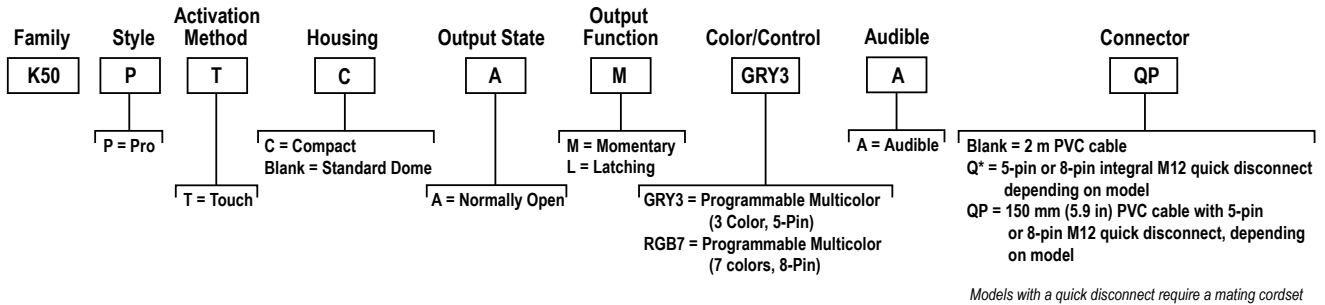 Family
Style
Activation
Method
Housing
Output State
Output
Function
Color/Control
Audible
Connector
K50
P
T
C
A
M
GRY3
A
QP
P = Pro
T = Touch
C = Compact
Blank = Standard Dome
A = Normally Open
M = Momentary
L = Latching
GRY3 = Programmable Multicolor
(3 Color, 5-Pin)
RGB7 = Programmable Multicolor
(7 colors, 8-Pin)
A = Audible
Blank = 2 m PVC cable
Q* = 5-pin or 8-pin integral M12 quick disconnect
depending on model
QP = 150 mm (5.9 in) PVC cable with 5-pin
or 8-pin M12 quick disconnect, depending
on model
Models with a quick disconnect require a mating cordset